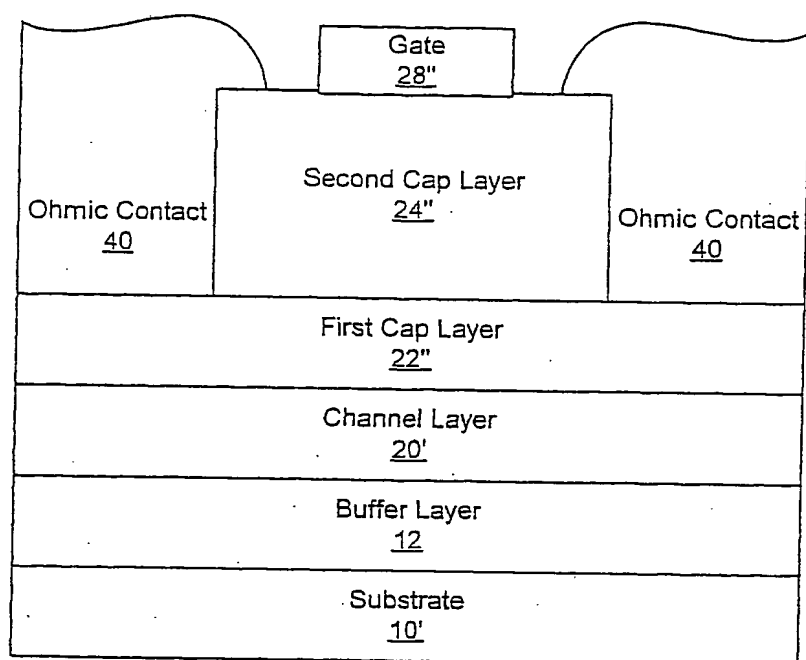 Gate
28"
Second Cap Layer
24"
Ohmic Contact
40
Ohmic Contact
40
First Cap Layer
22"
Channel Layer
20'
Buffer Layer
12
Substrate
10'